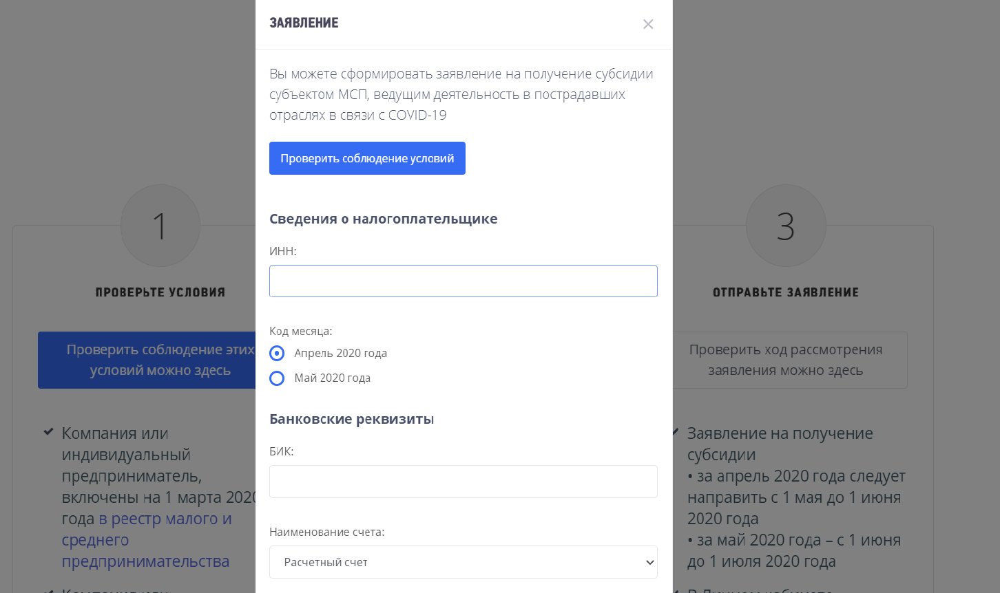 ЗАЯВЛЕНИЕ
Вы можете сформировать заявление на получение субсидии
субъектом МСП, ведущим деятельность в пострадавших
отраслях в связи с COVID-19
Проверить соблюдение условий
Сведения о налогоплательщике
ИНН:
Код месяца:
Апрель 2020 года
Май 2020 года
Банковские реквизиты
БИК:
Наименование счета:
Расчетный счет
1
ПРОВЕРЬТЕ УСЛОВИЯ
Проверить соблюдение этих
условий можно здесь
Компания или
индивидуальный
предприниматель,
включены на 1 марта 2020
года в реестр малого и
среднего
предпринимательства
3
ОТПРАВЬТЕ ЗАЯВЛЕНИЕ
Проверить ход рассмотрения
заявления можно здесь
Заявление на получение
субсидии
• за апрель 2020 года следует
направить с 1 мая до 1 июня
2020 года
• за май 2020 года – с 1 июня
до 1 июля 2020 года